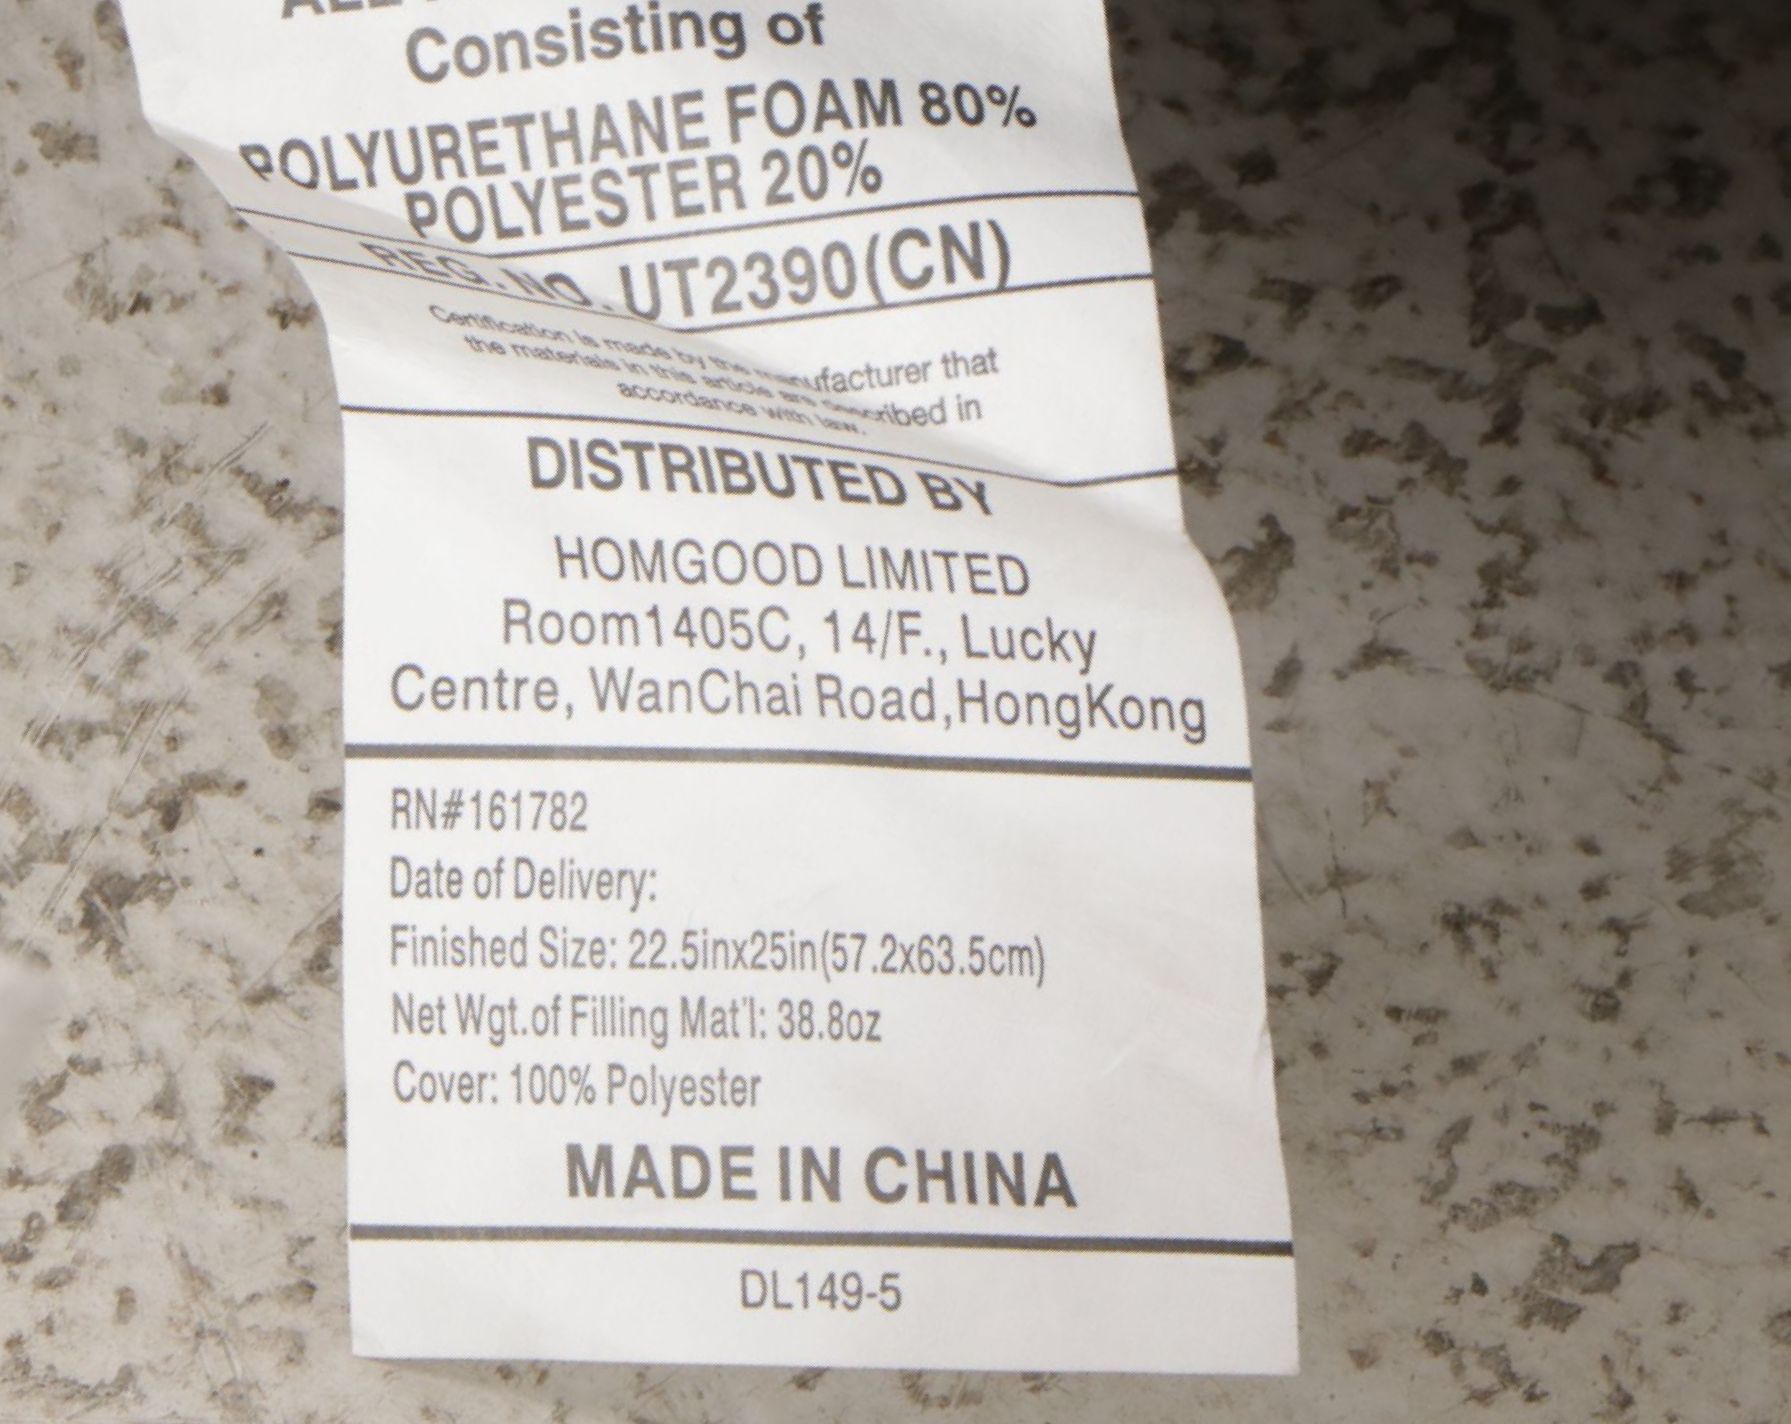 Consisting of
POLYURETHANE FOAM 80%
POLYESTER 20%
REG. NO. UT2390(CN)
Certification is made by the manufacturer that
the materials in this article are described in
accordance with law.
DISTRIBUTED BY
HOMGOOD LIMITED
Room1405C, 14/F., Lucky
Centre, WanChai Road,HongKong
RN#161782
Date of Delivery:
Finished Size: 22.5inx25in(57.2x63.5cm)
Net Wgt.of Filling Mat'l: 38.8oz
Cover: 100% Polyester
MADE IN CHINA
DL149-5